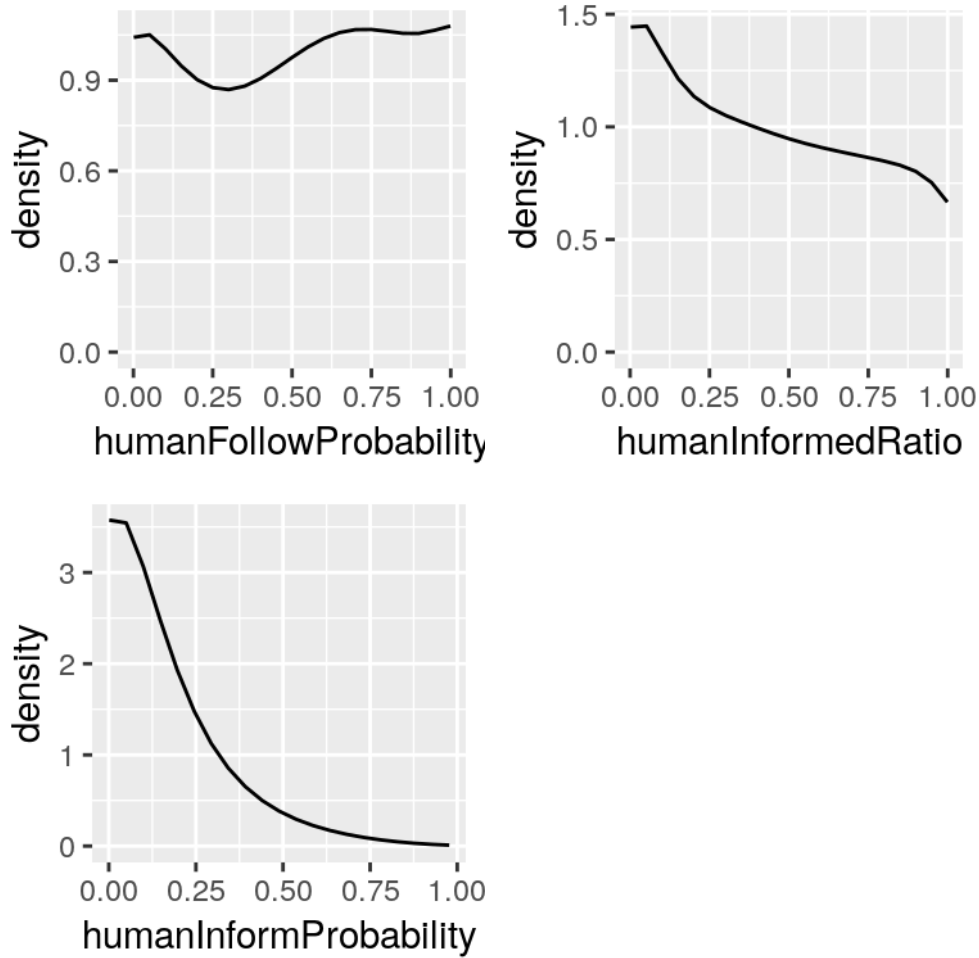 density
0.9
0.6
0.3
0.0
0.00 0.25 0.50 0.75 1.00
humanFollowProbability
density
1.5
1.0
0.5
0.0
0.00 0.25 0.50 0.75 1.00
humanInformedRatio
density
3
2
1
0
0.00 0.25 0.50 0.75 1.00
humanInformProbability